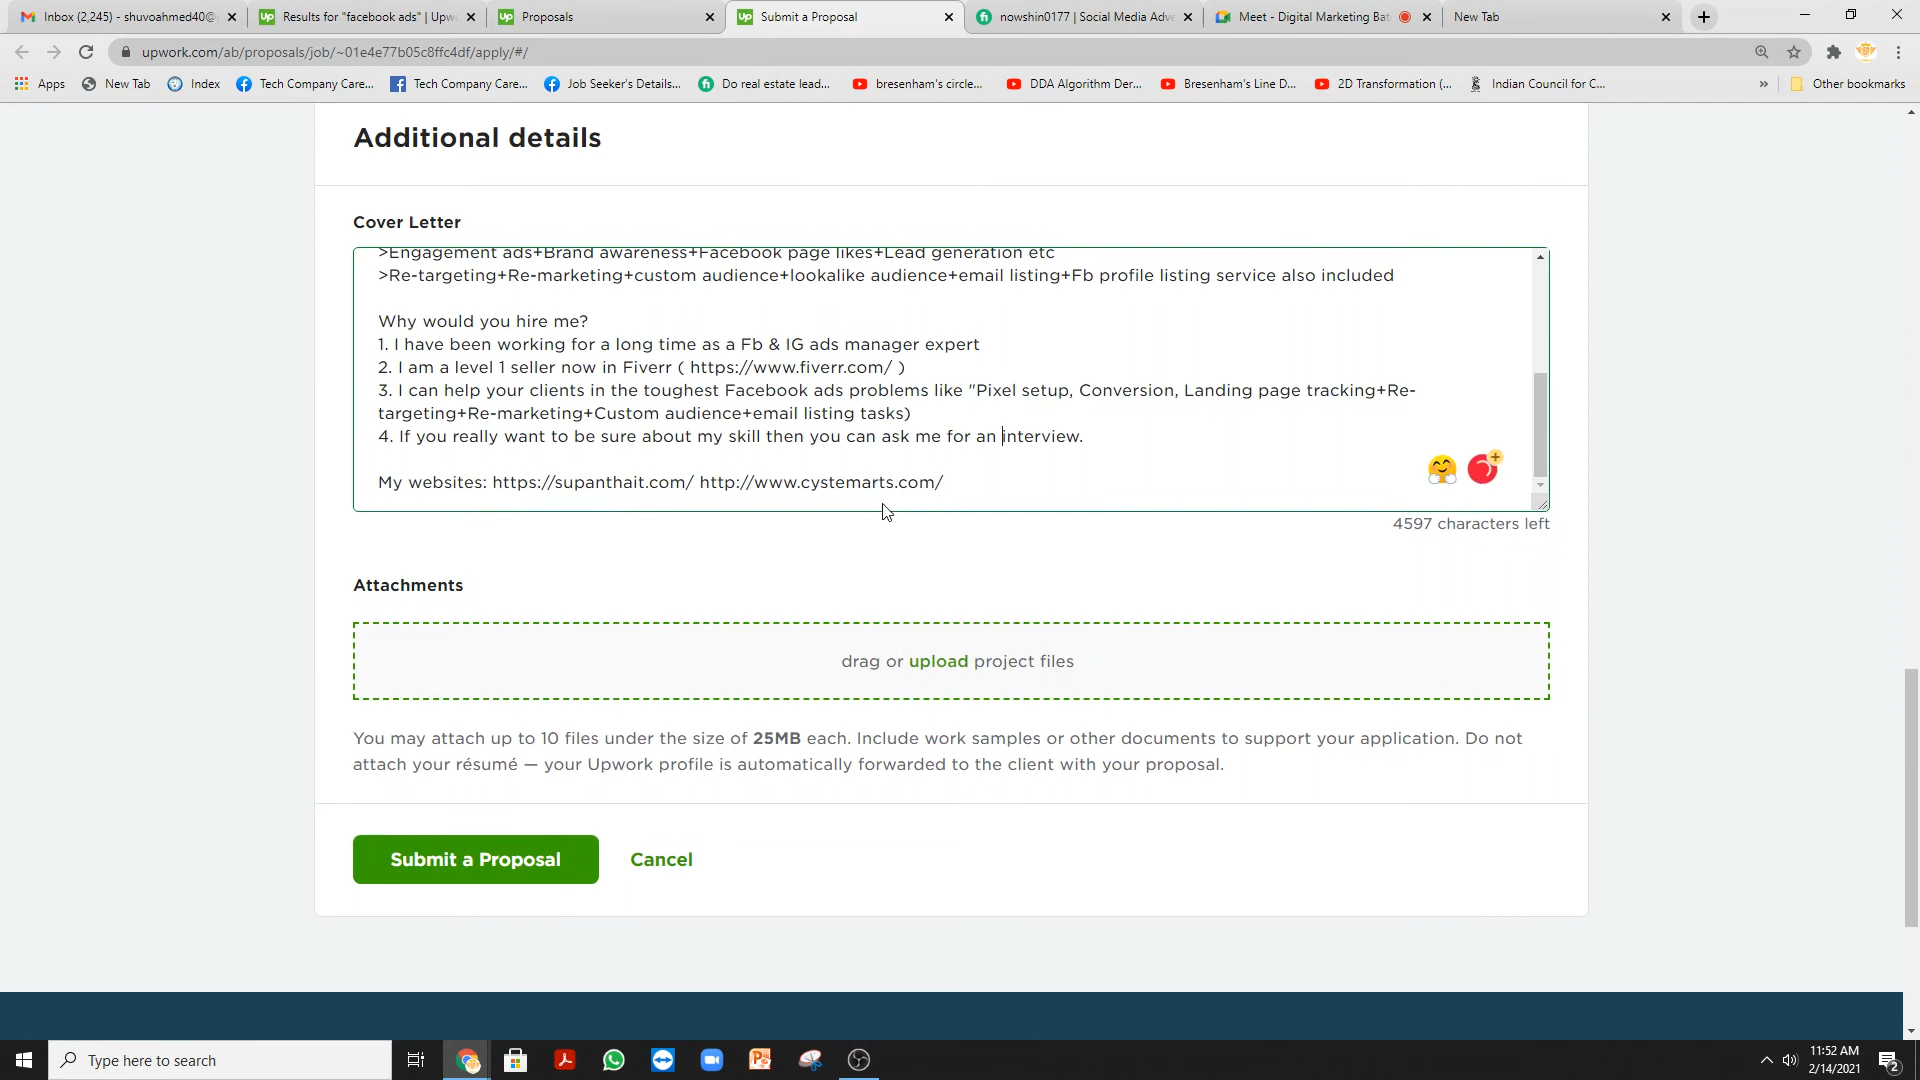 Inbox (2,245) - shuvoahmed40@
Results for "facebook ads" | Upwo
Proposals
Submit a Proposal
nowshin0177 | Social Media Adve
Meet - Digital Marketing Bat
New Tab
upwork.com/ab/proposals/job/~01e4e77b05c8ffc4df/apply/#/
Apps
New Tab
Index
Tech Company Care...
Tech Company Care...
Job Seeker's Details...
Do real estate lead...
bresenham's circle...
DDA Algorithm Der...
Bresenham's Line D...
2D Transformation (...
Indian Council for C...
»
Other bookmarks
Additional details
Cover Letter
>Engagement ads+Brand awareness+Facebook page likes+Lead generation etc
>Re-targeting+Re-marketing+custom audience+lookalike audience+email listing+Fb profile listing service also included
Why would you hire me?
1. I have been working for a long time as a Fb & IG ads manager expert
2. I am a level 1 seller now in Fiverr ( https://www.fiverr.com/ )
3. I can help your clients in the toughest Facebook ads problems like "Pixel setup, Conversion, Landing page tracking+Re-
targeting+Re-marketing+Custom audience+email listing tasks)
4. If you really want to be sure about my skill then you can ask me for an interview.
My websites: https://supanthait.com/ http://www.cystemarts.com/
4597 characters left
Attachments
drag or upload project files
You may attach up to 10 files under the size of 25MB each. Include work samples or other documents to support your application. Do not
attach your résumé — your Upwork profile is automatically forwarded to the client with your proposal.
Submit a Proposal
Cancel
Type here to search
11:52 AM
2/14/2021
2